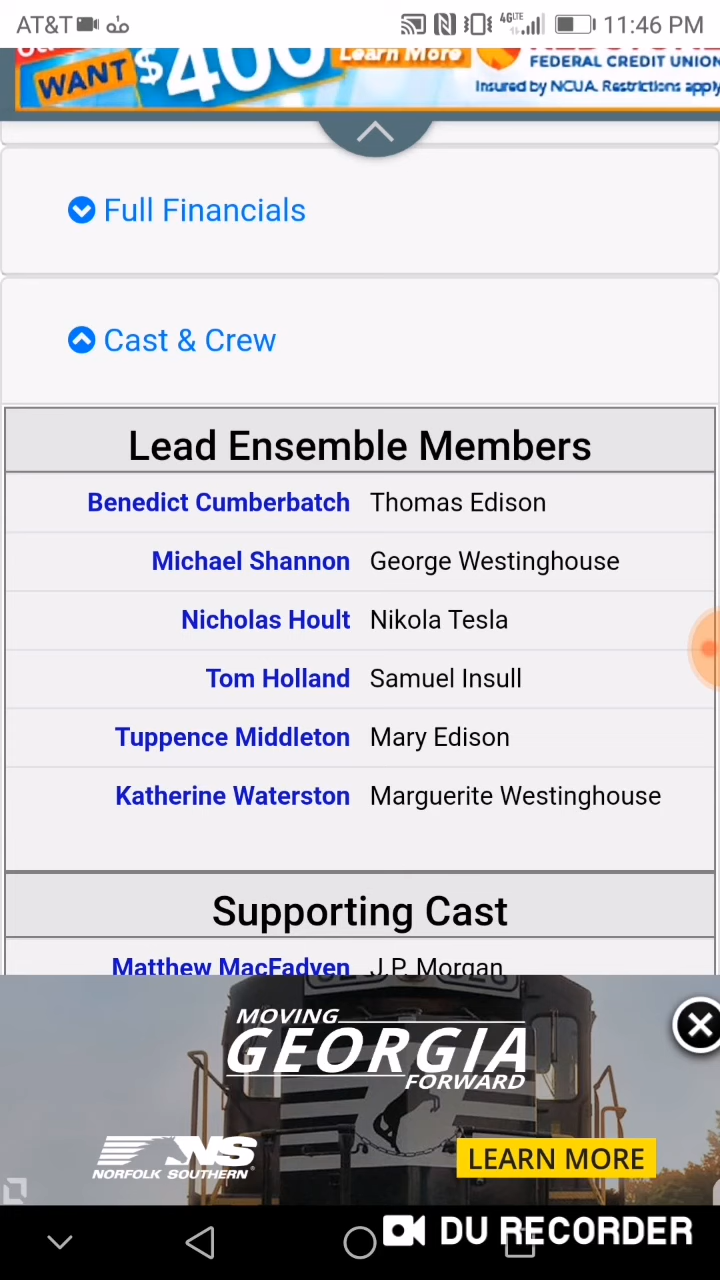 AT&T 4G LTE 11:46 PM
WANT $400 Learn More
FEDERAL CREDIT UNION
Insured by NCUA. Restrictions apply
Full Financials
Cast & Crew
Lead Ensemble Members
Benedict Cumberbatch Thomas Edison
Michael Shannon George Westinghouse
Nicholas Hoult Nikola Tesla
Tom Holland Samuel Insull
Tuppence Middleton Mary Edison
Katherine Waterston Marguerite Westinghouse
Supporting Cast
Matthew MacFadyen J.P. Morgan
MOVING
GEORGIA
FORWARD
NS
NORFOLK SOUTHERN
LEARN MORE
DU RECORDER